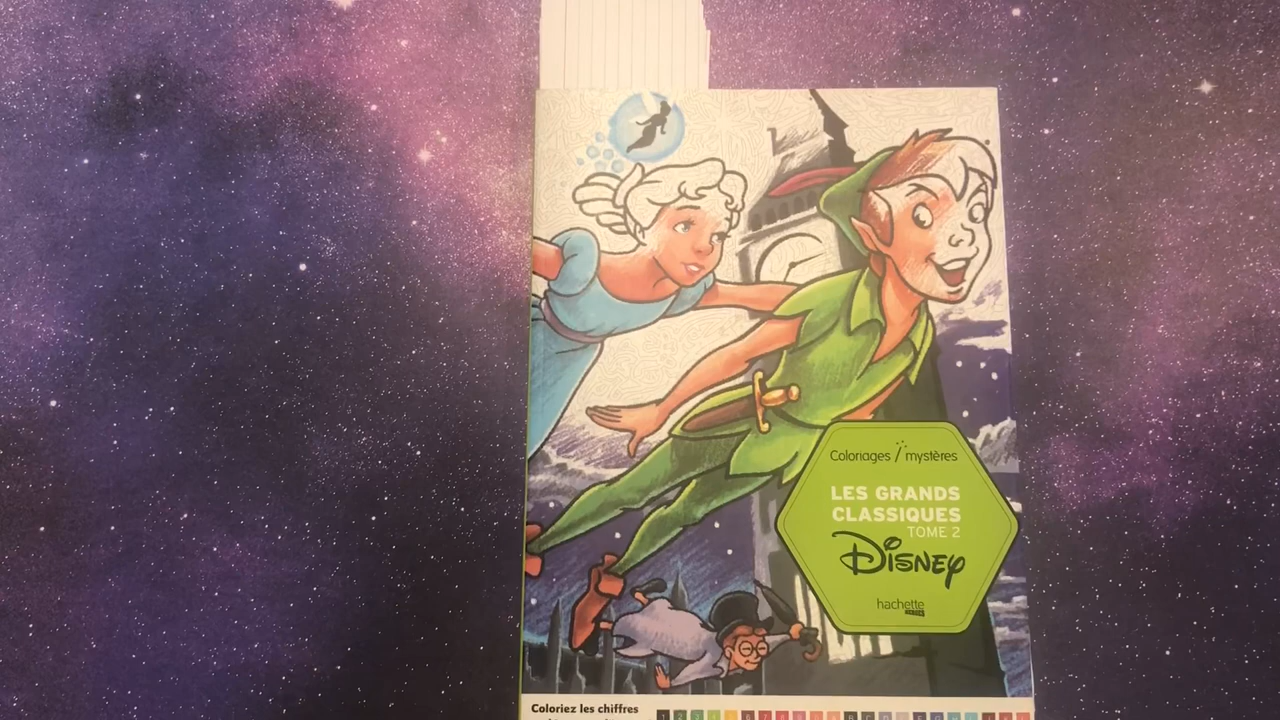 Coloriages mystères
LES GRANDS
CLASSIQUES
TOME 2
Disney
hachette
Coloriez les chiffres